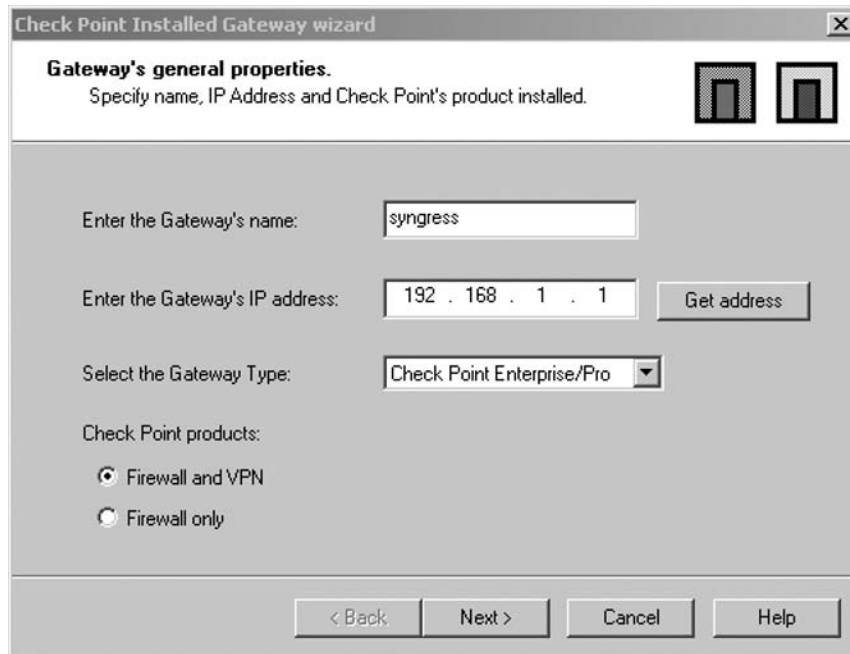 Check Point Installed Gateway wizard
Gateway's general properties.
Specify name, IP Address and Check Point's product installed.
Enter the Gateway's name: syngress
Enter the Gateway's IP address: 192 . 168 . 1 . 1 Get address
Select the Gateway Type: Check Point Enterprise/Pro
Check Point products:
Firewall and VPN
Firewall only
< Back Next > Cancel Help